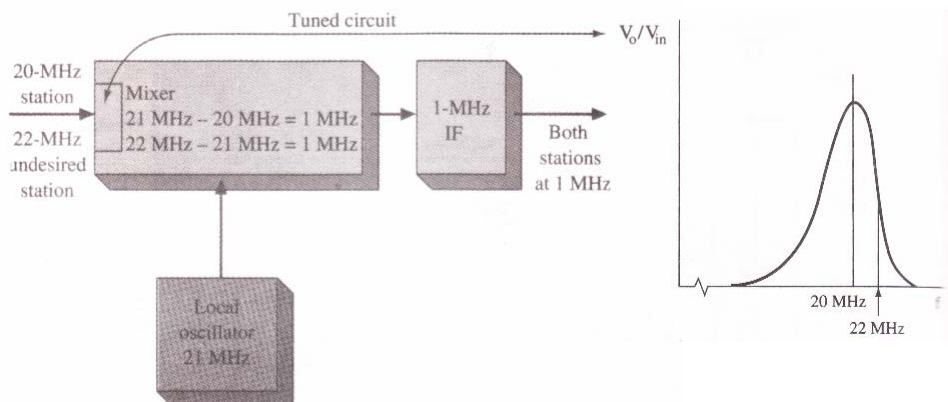 Tuned circuit
20-MHz
station
22-MHz
undesired
station
Mixer
21 MHz – 20 MHz = 1 MHz
22 MHz – 21 MHz = 1 MHz
1-MHz
IF
Both
stations
at 1 MHz
Local
oscillator
21 MHz
Vo/Vin
20 MHz
22 MHz
f